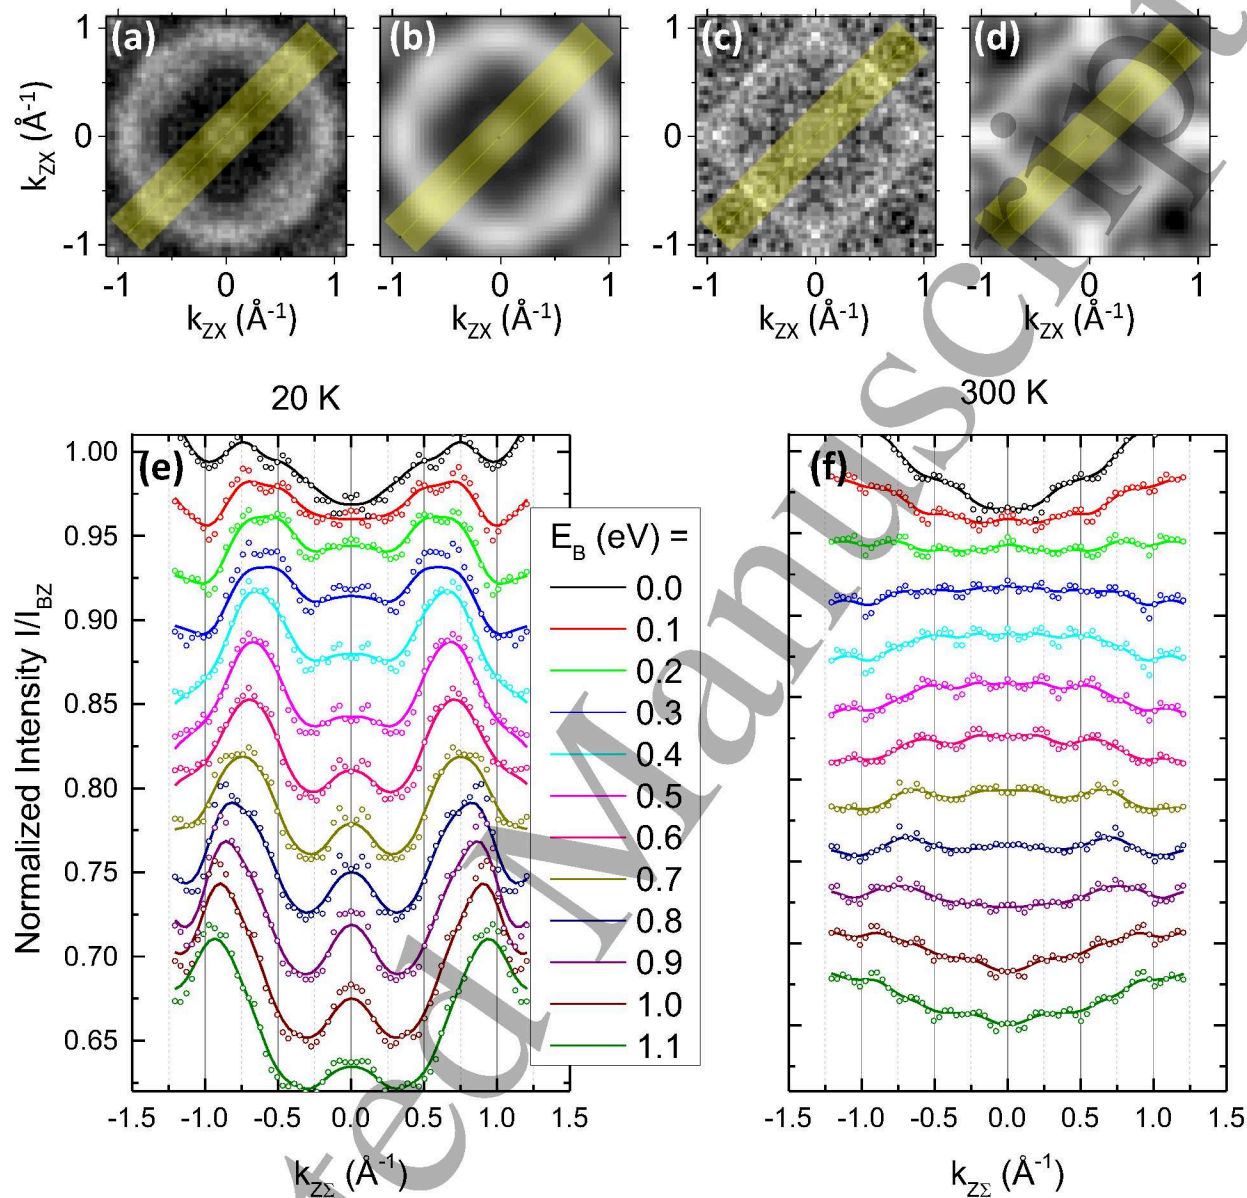 (a) (b) (c) (d)
1 0 -1
k_ZX (Å⁻¹)
-1 0 1 -1 0 1 -1 0 1 -1 0 1
k_ZX (Å⁻¹) k_ZX (Å⁻¹) k_ZX (Å⁻¹) k_ZX (Å⁻¹)
20 K 300 K
(e) (f)
1.00
0.95
0.90
0.85
0.80
0.75
0.70
0.65
Normalized Intensity I/I_BZ
E_B (eV) =
0.0
0.1
0.2
0.3
0.4
0.5
0.6
0.7
0.8
0.9
1.0
1.1
-1.5 -1.0 -0.5 0.0 0.5 1.0 1.5 -1.5 -1.0 -0.5 0.0 0.5 1.0 1.5
k_ZΣ (Å⁻¹) k_ZΣ (Å⁻¹)
ted Manuscript